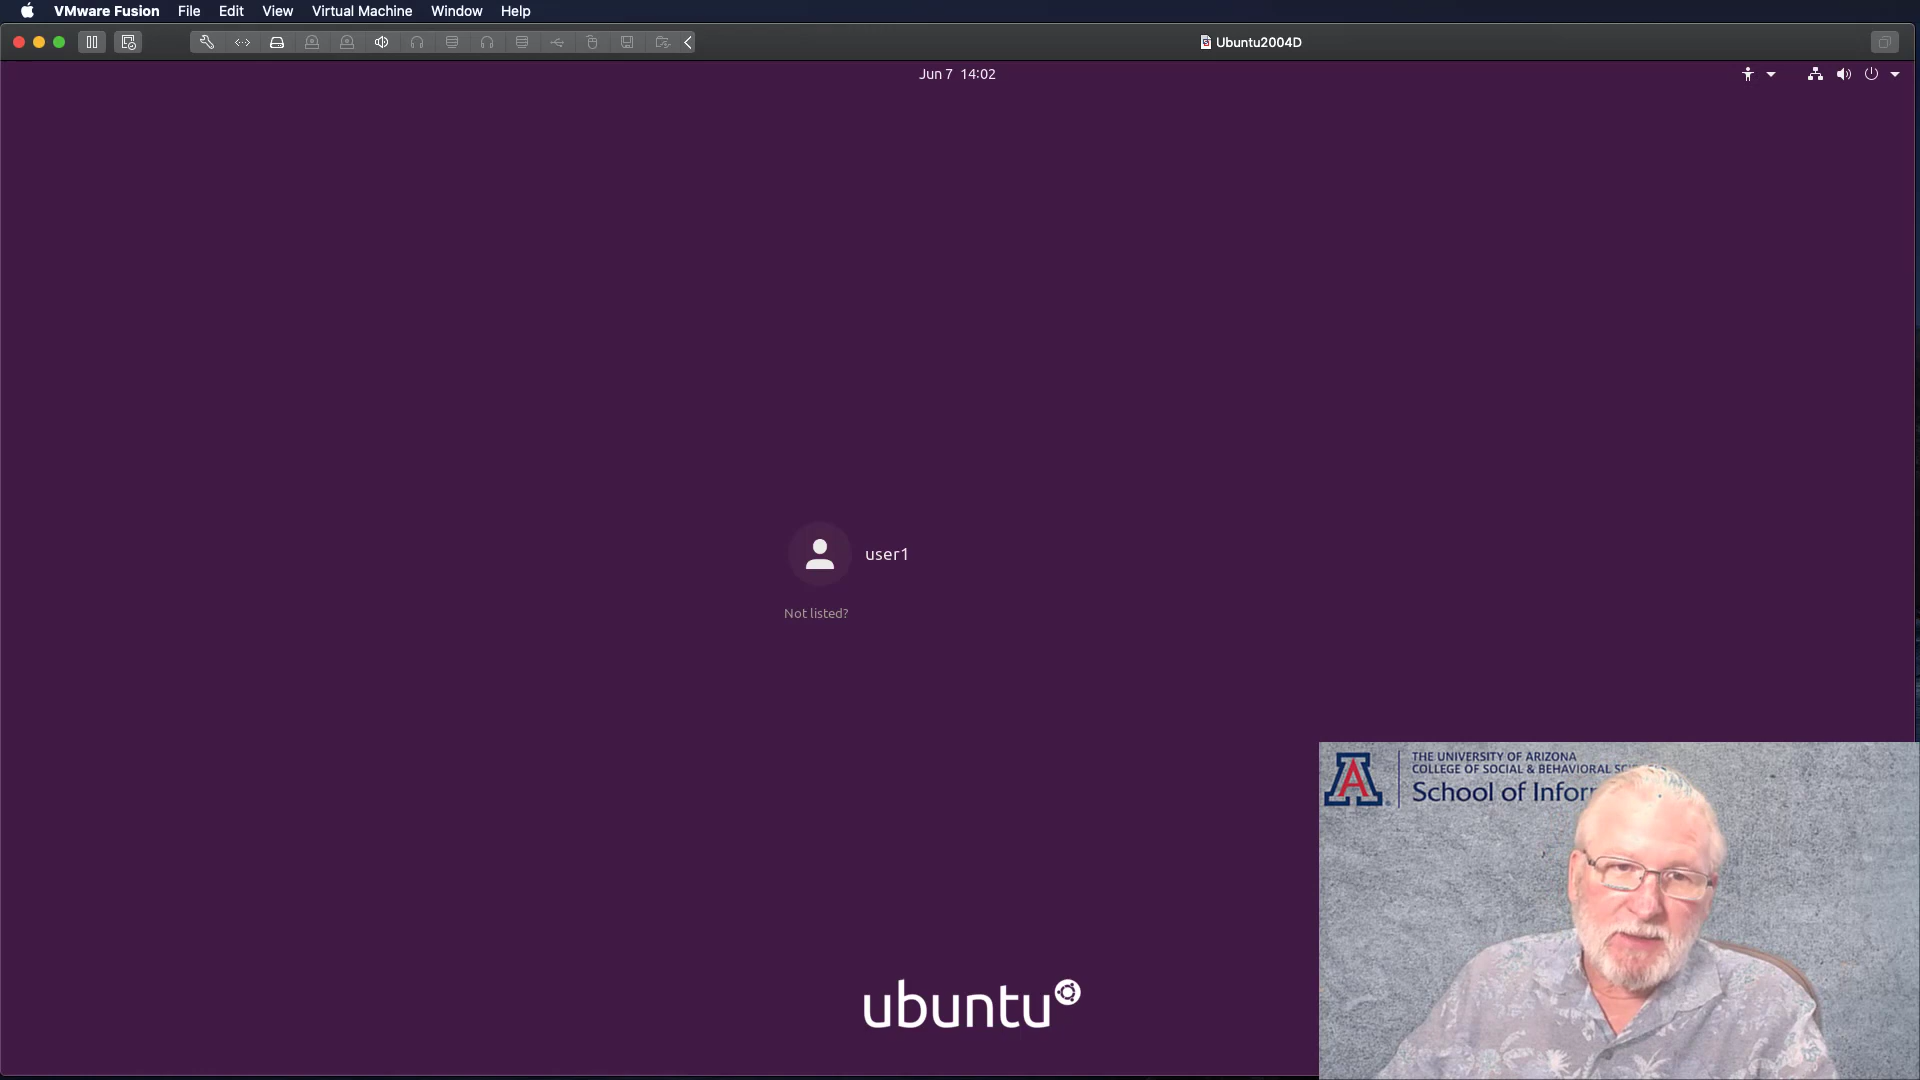 VMware Fusion File Edit View Virtual Machine Window Help
Ubuntu2004D
Jun 7 14:02
user1
Not listed?
THE UNIVERSITY OF ARIZONA
COLLEGE OF SOCIAL & BEHAVIORAL
School of Infor
ubuntu
A